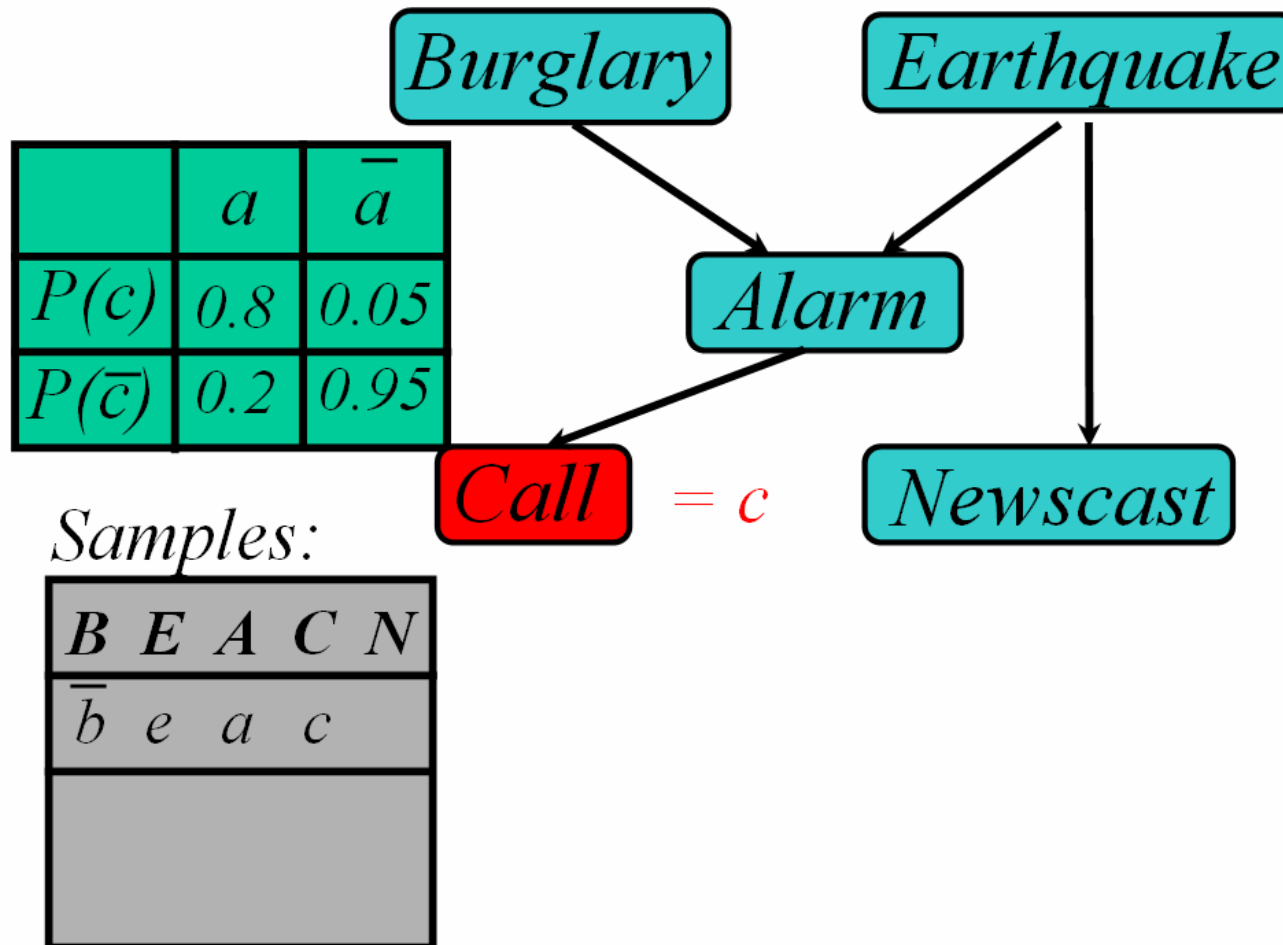 Burglary Earthquake
a a̅
Alarm
P(c) 0.8 0.05
P(c̅) 0.2 0.95
Call = c Newscast
Samples:
B E A C N
b̅ e a c